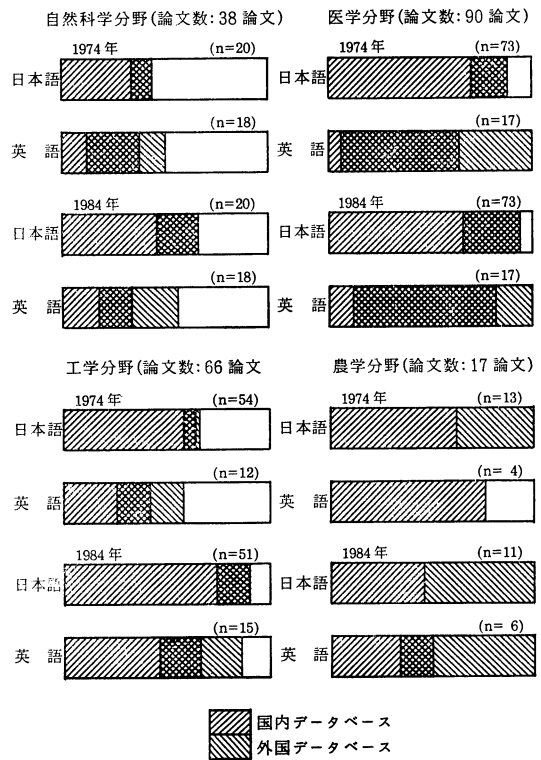 自然科学分野(論文数:38論文)
1974年 (n=20)
日本語
(n=18)
英 語
1984年 (n=20)
日本語
(n=18)
英 語
医学分野(論文数:90論文)
1974年 (n=73)
日本語
(n=17)
英 語
1984年 (n=73)
日本語
(n=17)
英 語
工学分野(論文数:66論文
1974年 (n=54)
日本語
(n=12)
英 語
1984年 (n=51)
日本語
(n=15)
英 語
農学分野(論文数:17論文)
1974年 (n=13)
日本語
(n= 4)
英 語
1984年 (n=11)
日本語
(n= 6)
英 語
国内データベース
外国データベース